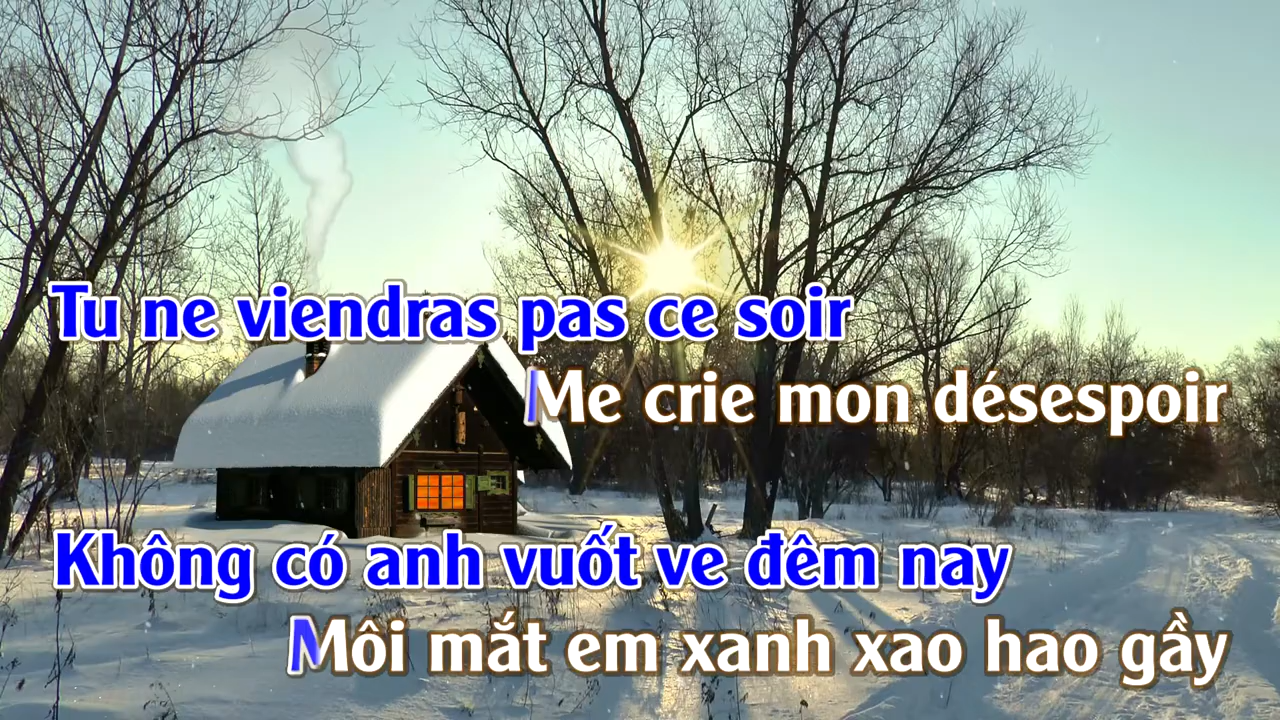 Tu ne viendras pas ce soir
Me crie mon désespoir
Không có anh vuốt ve đêm nay
Môi mắt em xanh xao hao gầy